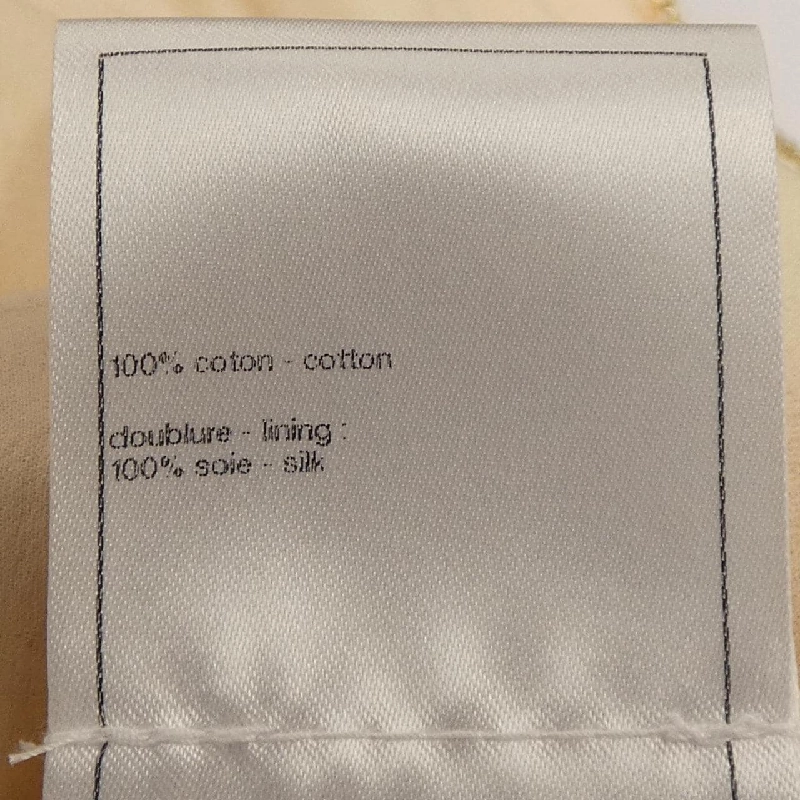 100% coton - cotton
doublure - lining :
100% soie - silk